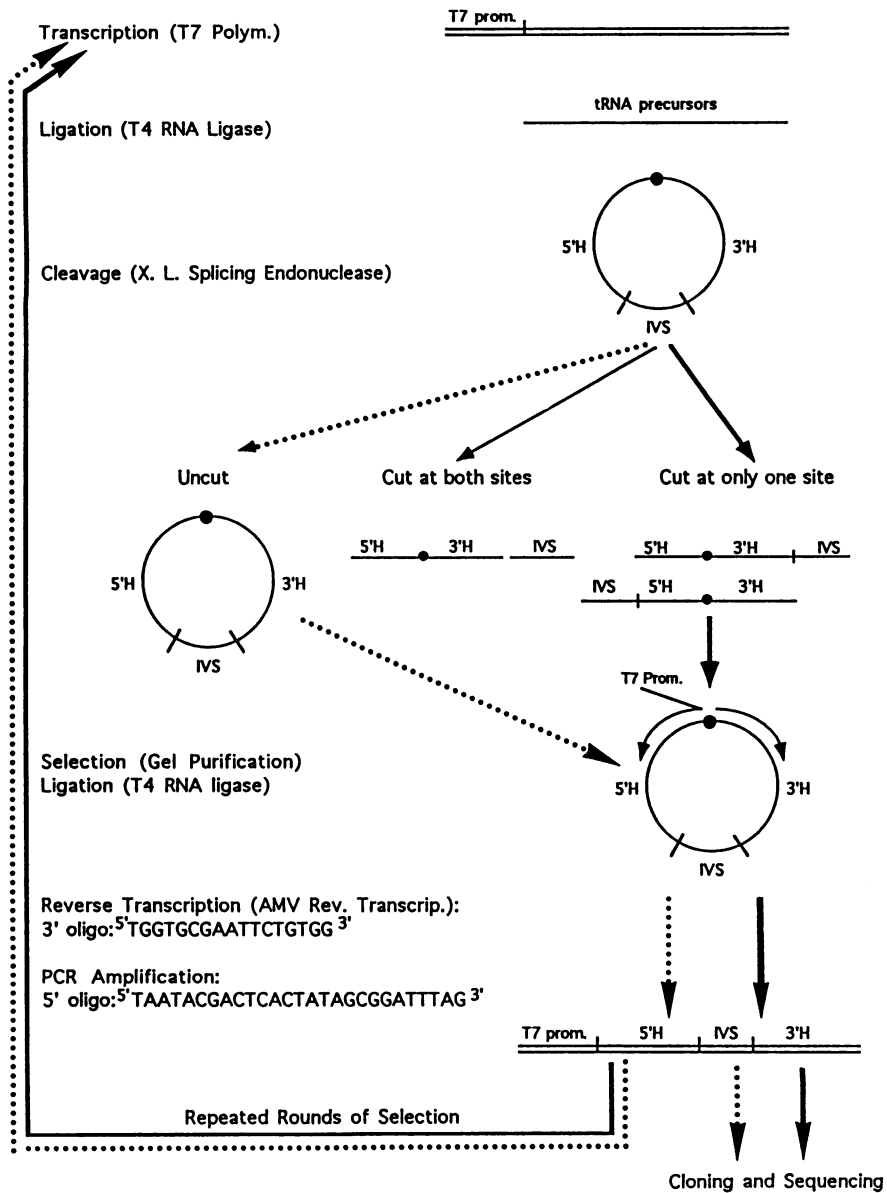 T7 prom.
Transcription (T7 Polym.)
tRNA precursors
Ligation (T4 RNA Ligase)
5'H
3'H
Cleavage (X. L. Splicing Endonuclease)
IVS
Uncut
Cut at both sites
Cut at only one site
5'H 3'H IVS
5'H 3'H IVS
IVS 5'H 3'H
5'H
3'H
IVS
T7 Prom.
Selection (Gel Purification)
Ligation (T4 RNA ligase)
5'H
3'H
IVS
Reverse Transcription (AMV Rev. Transcrip.):
3' oligo:5'TGGTGCGAATTCTGTGG 3'
PCR Amplification:
5' oligo:5'TAATACGACTCACTATAGCGGATTTAG 3'
T7 prom. 5'H IVS 3'H
Repeated Rounds of Selection
Cloning and Sequencing